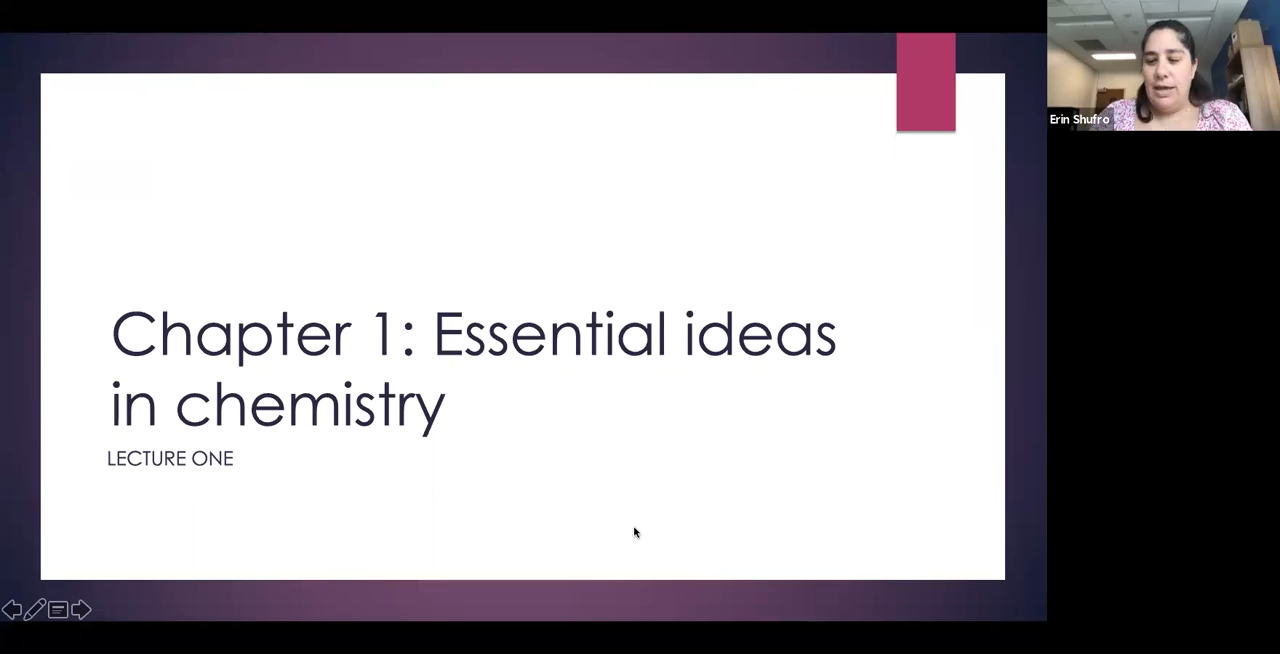 Chapter 1: Essential ideas
in chemistry
LECTURE ONE
Erin Shufro